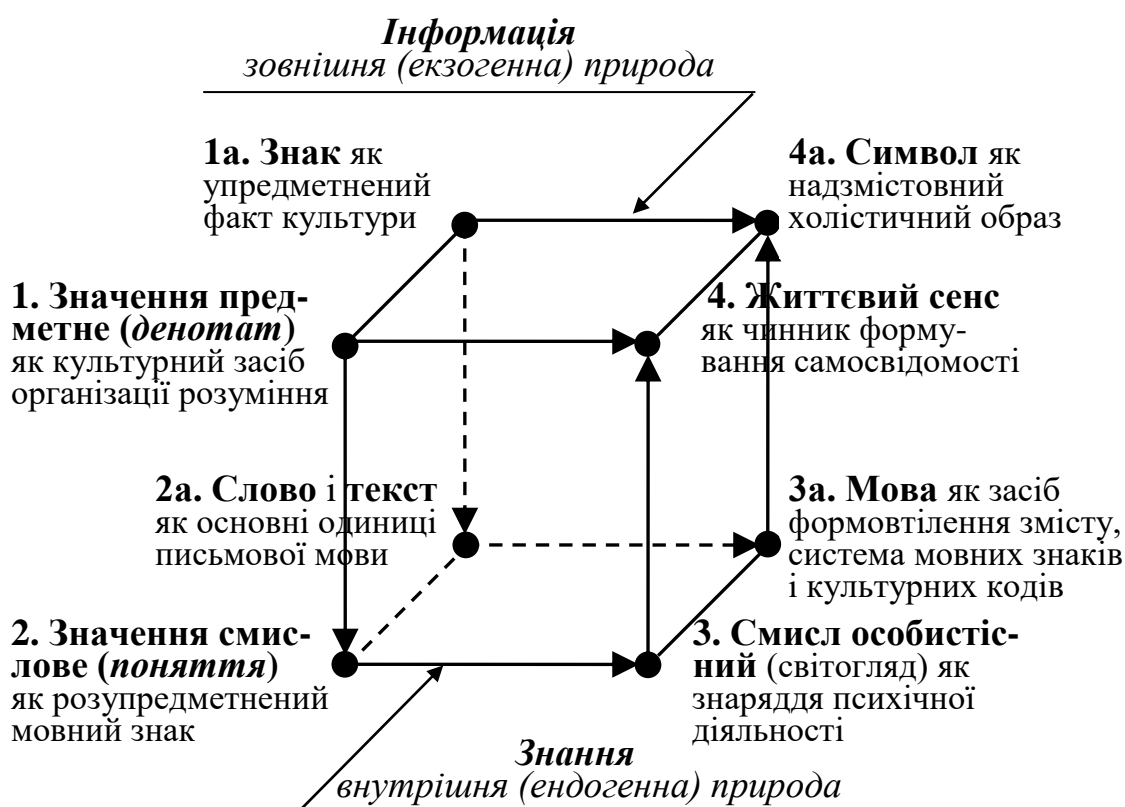 Інформація
зовнішня (екзогенна) природа
1а. Знак як
упредметнений
факт культури
4а. Символ як
надзмістовний
холістичний образ
1. Значення пред-
метне (денотат)
як культурний засіб
організації розуміння
4. Життєвий сенс
як чинник форму-
вання самосвідомості
2а. Слово і текст
як основні одиниці
писмової мови
3а. Мова як засіб
формовтілення змісту,
система мовних знаків
і культурних кодів
2. Значення смис-
лове (поняття)
як розупредметнений
мовний знак
3. Смисл особистіс-
ний (світогляд) як
знаряддя психічної
діяльності
Знання
внутрішня (ендогенна) природа